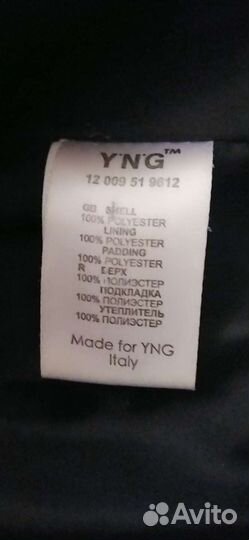 YNG™
12 009 51 9612
GB SHELL
100% POLYESTER
LINING
100% POLYESTER
PADDING
100% POLYESTER
R ВЕРХ
100% ПОЛИЭСТЕР
ПОДКЛАДКА
100% ПОЛИЭСТЕР
УТЕПЛИТЕЛЬ
100% ПОЛИЭСТЕР
Made for YNG
Italy
Avito